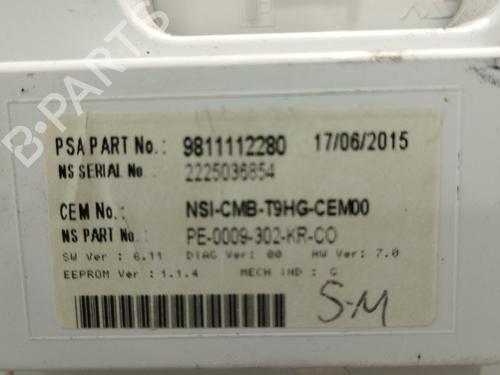 B-PARTS
PSA PART No.: 9811112280 17/06/2015
NS SERIAL No 2225036854
CEM No.: NSI-CMB-T9HG-CEM00
NS PART No.: PE-0009-302-KR-CO
SW Ver : 6.11 DIAG Ver : 00 HW Ver : 7.0
EEPROM Ver : 1.1.4 MECH IND : G
S-M